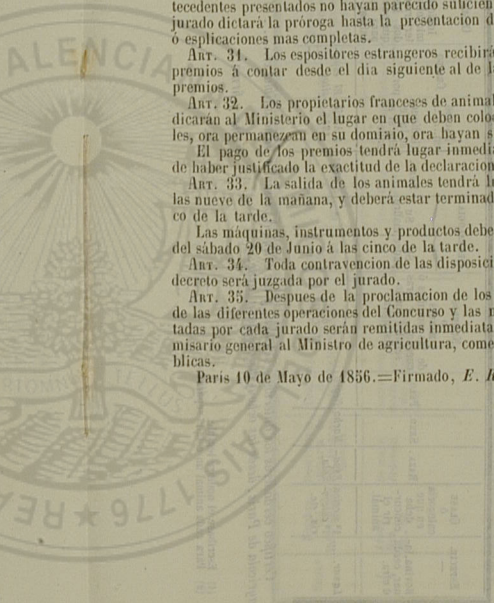 tecedentes presentados no hayan parecido suficien
jurado dictará la próroga hasta la presentacion d
ó esplicaciones mas completas.
ART. 31. Los espositores estrangeros recibirá
premios á contar desde el dia siguiente al de l
premios.
ART. 32. Los propietarios franceses de animal
dicarán al Ministerio el lugar en que deben colo
les, ora permanezcan en su dominio, ora hayan s
El pago de los premios tendrá lugar inmedia
de haber justificado la exactitud de la declaracion
ART. 33. La salida de los animales tendrá l
las nueve de la mañana, y deberá estar terminad
co de la tarde.
Las máquinas, instrumentos y productos debe
del sábado 20 de Junio á las cinco de la tarde.
ART. 34. Toda contravencion de las disposici
decreto será juzgada por el jurado.
ART. 35. Despues de la proclamacion de los
de las diferentes operaciones del Concurso y las
tadas por cada jurado serán remitidas inmediata
misario general al Ministro de agricultura, come
blicas.
Paris 10 de Mayo de 1856.=Firmado, E.
ALENCIA
PAIS 1776 ★ REA